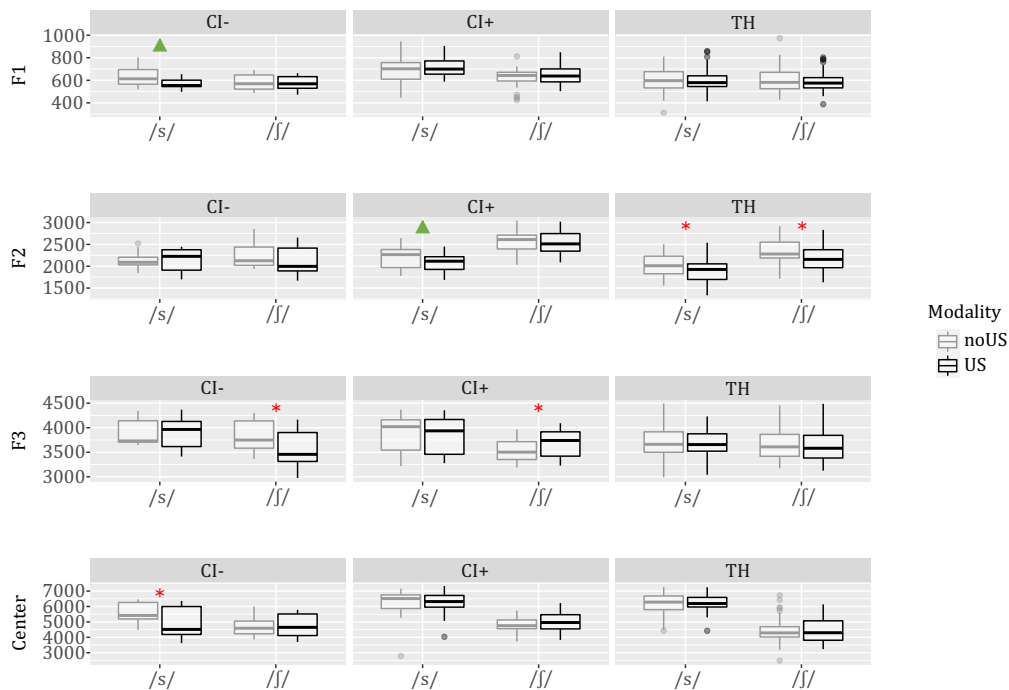 CI- CI+ TH
F1
1000
800
600
400
/s/ /ʃ/ /s/ /ʃ/ /s/ /ʃ/
CI- CI+ TH
* *
F2
3000
2500
2000
1500
/s/ /ʃ/ /s/ /ʃ/ /s/ /ʃ/
Modality
noUS
US
CI- CI+ TH
* *
F3
4500
4000
3500
3000
/s/ /ʃ/ /s/ /ʃ/ /s/ /ʃ/
CI- CI+ TH
*
Center
7000
6000
5000
4000
3000
/s/ /ʃ/ /s/ /ʃ/ /s/ /ʃ/